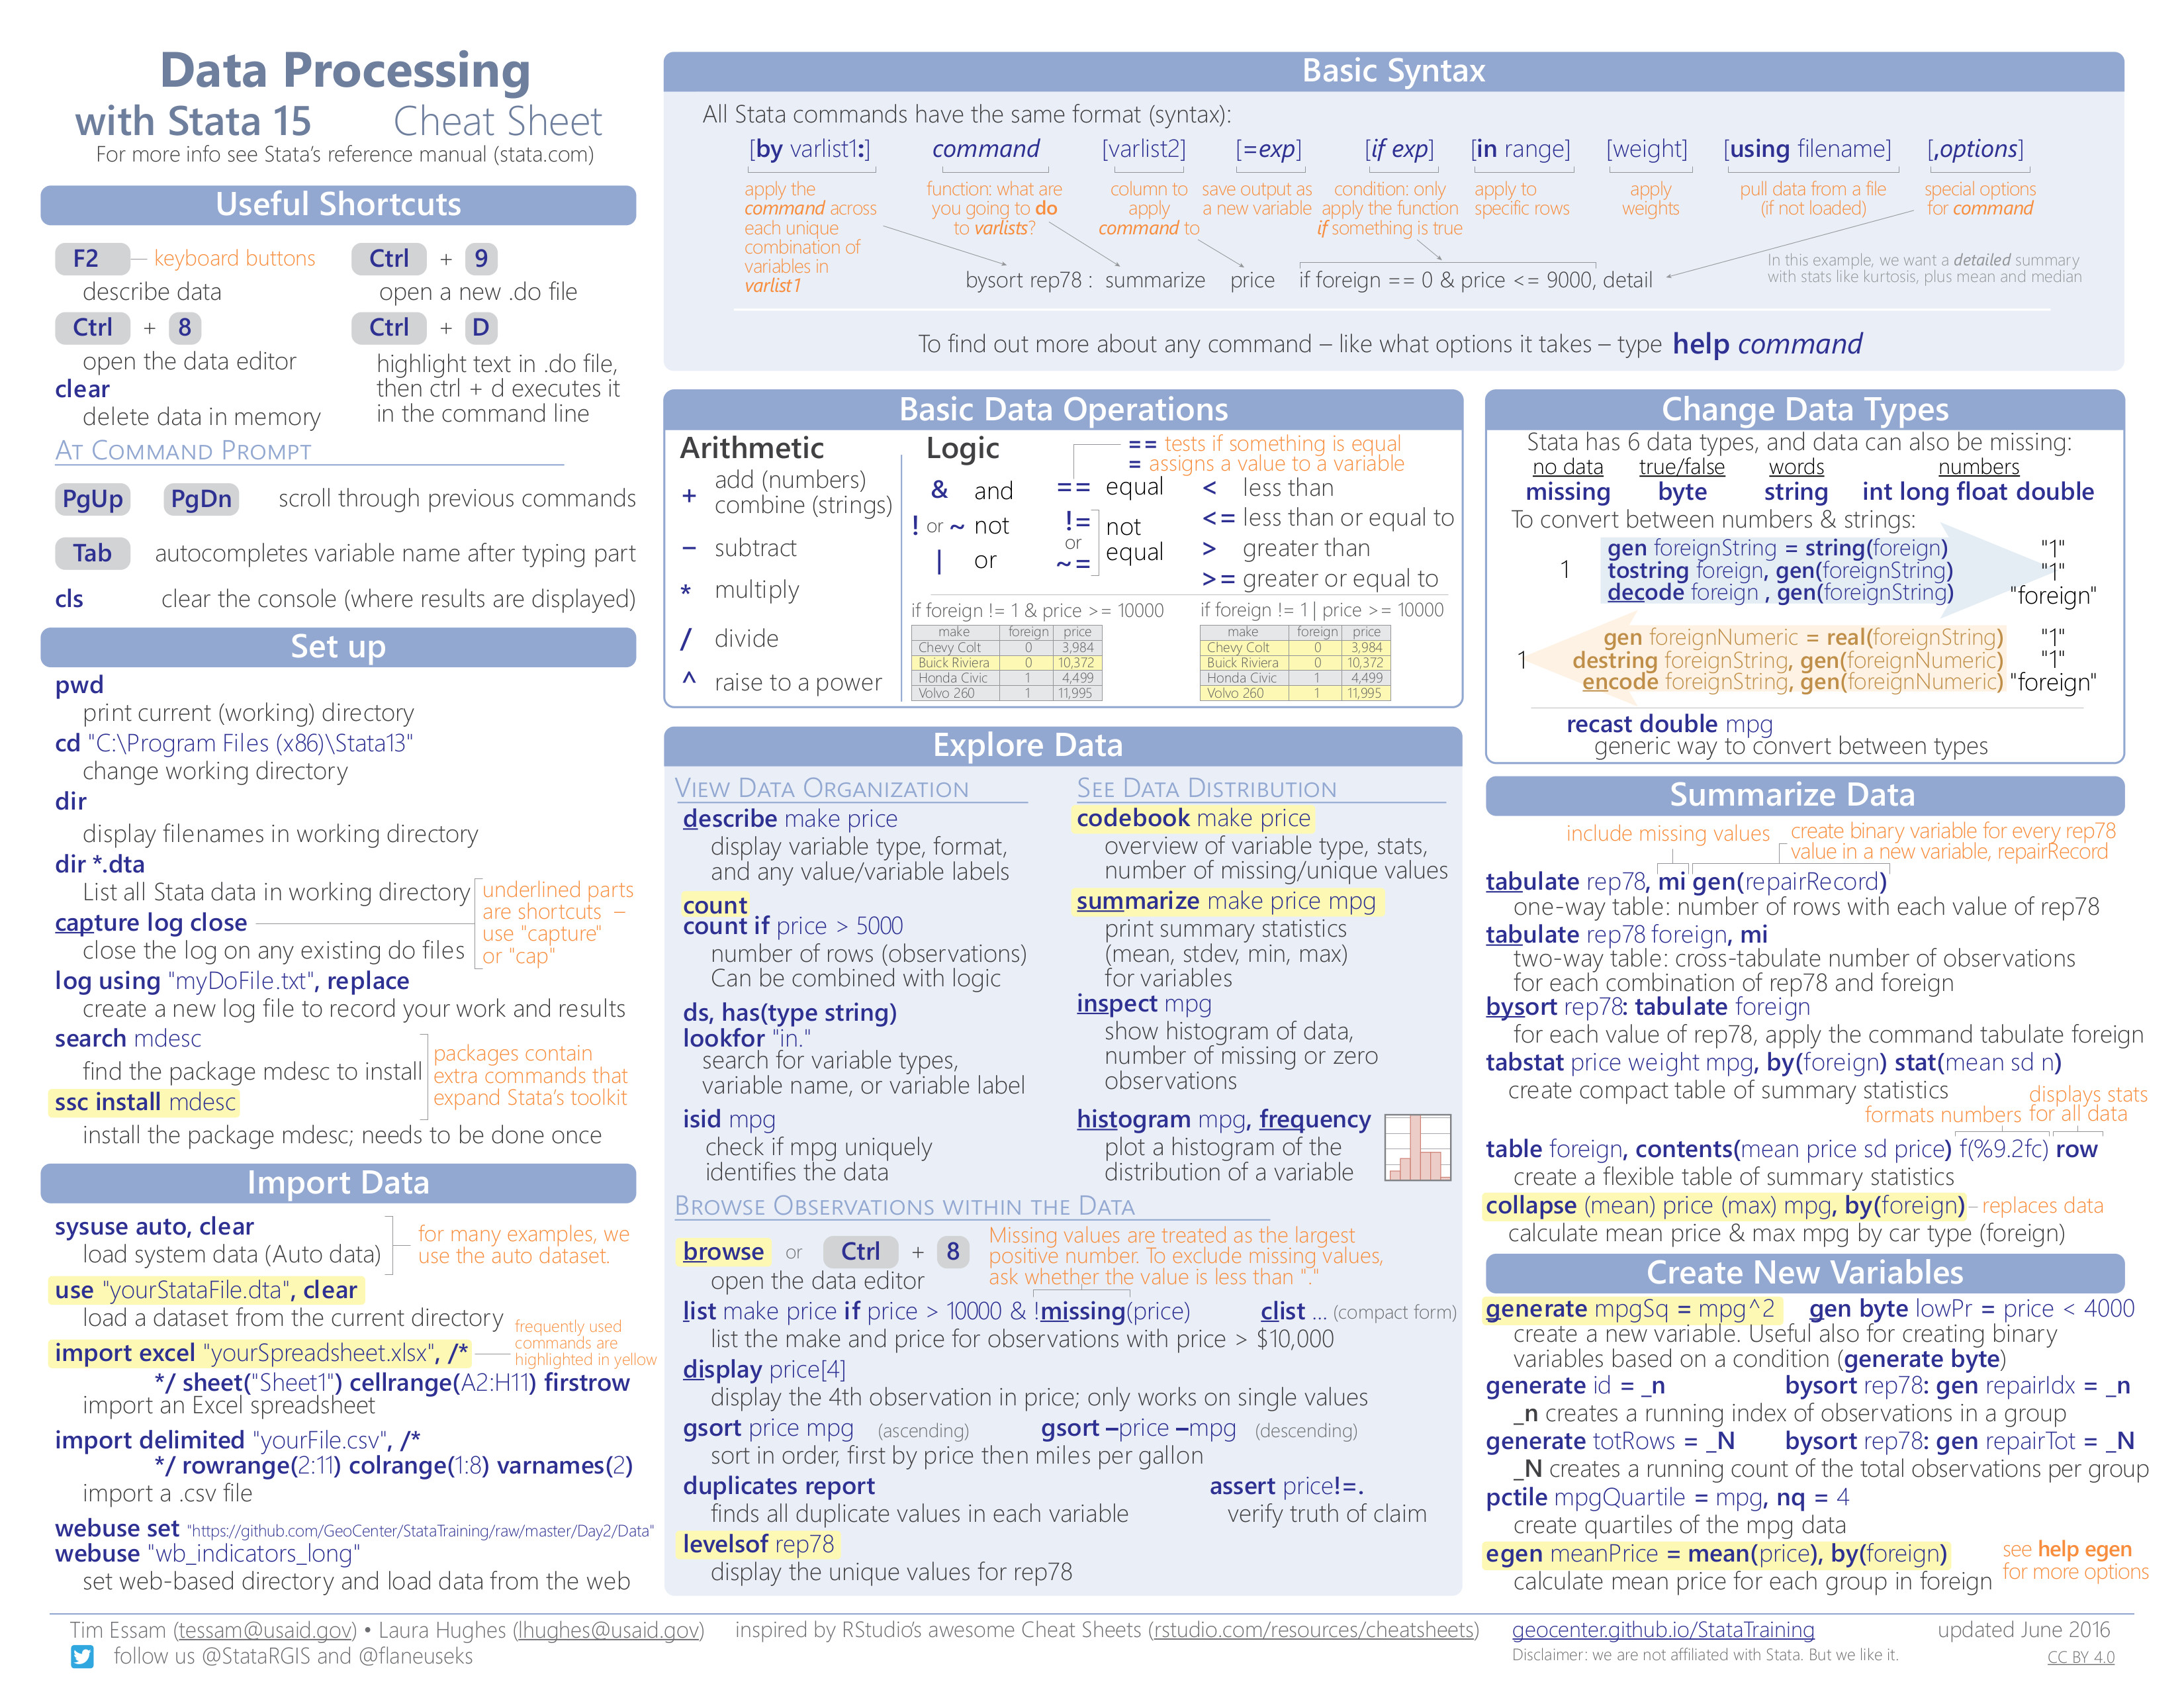 Data Processing
with Stata 15 Cheat Sheet
For more info see Stata's reference manual (stata.com)
Useful Shortcuts
F2 keyboard buttons
describe data
Ctrl + 9
open a new .do file
Ctrl + 8
open the data editor
Ctrl + D
highlight text in .do file,
then ctrl + d executes it
in the command line
clear
delete data in memory
AT COMMAND PROMPT
PgUp PgDn scroll through previous commands
Tab autocompletes variable name after typing part
cls clear the console (where results are displayed)
Set up
pwd
print current (working) directory
cd "C:\Program Files (x86)\Stata13"
change working directory
dir
display filenames in working directory
dir *.dta
List all Stata data in working directory
capture log close
close the log on any existing do files
underlined parts
are shortcuts –
use "capture"
or "cap"
log using "myDoFile.txt", replace
create a new log file to record your work and results
search mdesc
find the package mdesc to install
packages contain
extra commands that
expand Stata's toolkit
ssc install mdesc
install the package mdesc; needs to be done once
Import Data
sysuse auto, clear
load system data (Auto data)
for many examples, we
use the auto dataset.
use "yourStataFile.dta", clear
load a dataset from the current directory
frequently used
commands are
highlighted in yellow
import excel "yourSpreadsheet.xlsx", /*
*/ sheet("Sheet1") cellrange(A2:H11) firstrow
import an Excel spreadsheet
import delimited "yourFile.csv", /*
*/ rowrange(2:11) colrange(1:8) varnames(2)
import a .csv file
webuse set "https://github.com/GeoCenter/StataTraining/raw/master/Day2/Data"
webuse "wb_indicators_long"
set web-based directory and load data from the web
Basic Syntax
All Stata commands have the same format (syntax):
[by varlist1:] command [varlist2] [=exp] [if exp] [in range] [weight] [using filename] [,options]
apply the
command across
each unique
combination of
variables in
varlist1
function: what are
you going to do
to varlists?
column to
apply
command to
save output as
a new variable
condition: only
apply the function
if something is true
apply to
specific rows
apply
weights
pull data from a file
(if not loaded)
special options
for command
bysort rep78 : summarize price if foreign == 0 & price <= 9000, detail
In this example, we want a detailed summary
with stats like kurtosis, plus mean and median
To find out more about any command – like what options it takes – type help command
Basic Data Operations
Arithmetic
+ add (numbers)
combine (strings)
− subtract
* multiply
/ divide
^ raise to a power
Logic
== tests if something is equal
= assigns a value to a variable
& and
! or ~ not
| or
== equal
!=
or
~=
not
equal
< less than
<= less than or equal to
> greater than
>= greater or equal to
if foreign != 1 & price >= 10000
make foreign price
Chevy Colt 0 3,984
Buick Riviera 0 10,372
Honda Civic 1 4,499
Volvo 260 1 11,995
if foreign != 1 | price >= 10000
make foreign price
Chevy Colt 0 3,984
Buick Riviera 0 10,372
Honda Civic 1 4,499
Volvo 260 1 11,995
Explore Data
VIEW DATA ORGANIZATION
describe make price
display variable type, format,
and any value/variable labels
count
count if price > 5000
number of rows (observations)
Can be combined with logic
ds, has(type string)
lookfor "in."
search for variable types,
variable name, or variable label
isid mpg
check if mpg uniquely
identifies the data
SEE DATA DISTRIBUTION
codebook make price
overview of variable type, stats,
number of missing/unique values
summarize make price mpg
print summary statistics
(mean, stdev, min, max)
for variables
inspect mpg
show histogram of data,
number of missing or zero
observations
histogram mpg, frequency
plot a histogram of the
distribution of a variable
BROWSE OBSERVATIONS WITHIN THE DATA
browse or Ctrl + 8
open the data editor
Missing values are treated as the largest
positive number. To exclude missing values,
ask whether the value is less than "."
list make price if price > 10000 & !missing(price) clist ... (compact form)
list the make and price for observations with price > $10,000
display price[4]
display the 4th observation in price; only works on single values
gsort price mpg (ascending) gsort –price –mpg (descending)
sort in order, first by price then miles per gallon
duplicates report
finds all duplicate values in each variable
assert price!=.
verify truth of claim
levelsof rep78
display the unique values for rep78
Change Data Types
Stata has 6 data types, and data can also be missing:
no data true/false words numbers
missing byte string int long float double
To convert between numbers & strings:
1
gen foreignString = string(foreign) "1"
tostring foreign, gen(foreignString) "1"
decode foreign , gen(foreignString) "foreign"
1
gen foreignNumeric = real(foreignString) "1"
destring foreignString, gen(foreignNumeric) "1"
encode foreignString, gen(foreignNumeric) "foreign"
recast double mpg
generic way to convert between types
Summarize Data
include missing values
create binary variable for every rep78
value in a new variable, repairRecord
tabulate rep78, mi gen(repairRecord)
one-way table: number of rows with each value of rep78
tabulate rep78 foreign, mi
two-way table: cross-tabulate number of observations
for each combination of rep78 and foreign
bysort rep78: tabulate foreign
for each value of rep78, apply the command tabulate foreign
tabstat price weight mpg, by(foreign) stat(mean sd n)
create compact table of summary statistics
formats numbers
displays stats
for all data
table foreign, contents(mean price sd price) f(%9.2fc) row
create a flexible table of summary statistics
collapse (mean) price (max) mpg, by(foreign) – replaces data
calculate mean price & max mpg by car type (foreign)
Create New Variables
generate mpgSq = mpg^2 gen byte lowPr = price < 4000
create a new variable. Useful also for creating binary
variables based on a condition (generate byte)
generate id = _n bysort rep78: gen repairIdx = _n
_n creates a running index of observations in a group
generate totRows = _N bysort rep78: gen repairTot = _N
_N creates a running count of the total observations per group
pctile mpgQuartile = mpg, nq = 4
create quartiles of the mpg data
egen meanPrice = mean(price), by(foreign)
calculate mean price for each group in foreign
see help egen
for more options
Tim Essam (tessam@usaid.gov) • Laura Hughes (lhughes@usaid.gov)
follow us @StataRGIS and @flaneuseks
inspired by RStudio's awesome Cheat Sheets (rstudio.com/resources/cheatsheets)
geocenter.github.io/StataTraining
Disclaimer: we are not affiliated with Stata. But we like it.
updated June 2016
CC BY 4.0